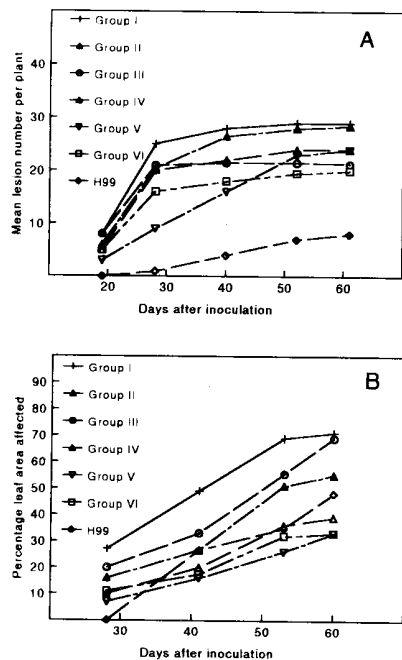 A
Mean lesion number per plant
50
40
30
20
10
Group I
Group II
Group III
Group IV
Group V
Group VI
H99
20 30 40 50 60
Days after inoculation
B
Percentage leaf area affected
90
80
70
60
50
40
30
20
10
Group I
Group II
Group III
Group IV
Group V
Group VI
H99
30 40 50 60
Days after inoculation